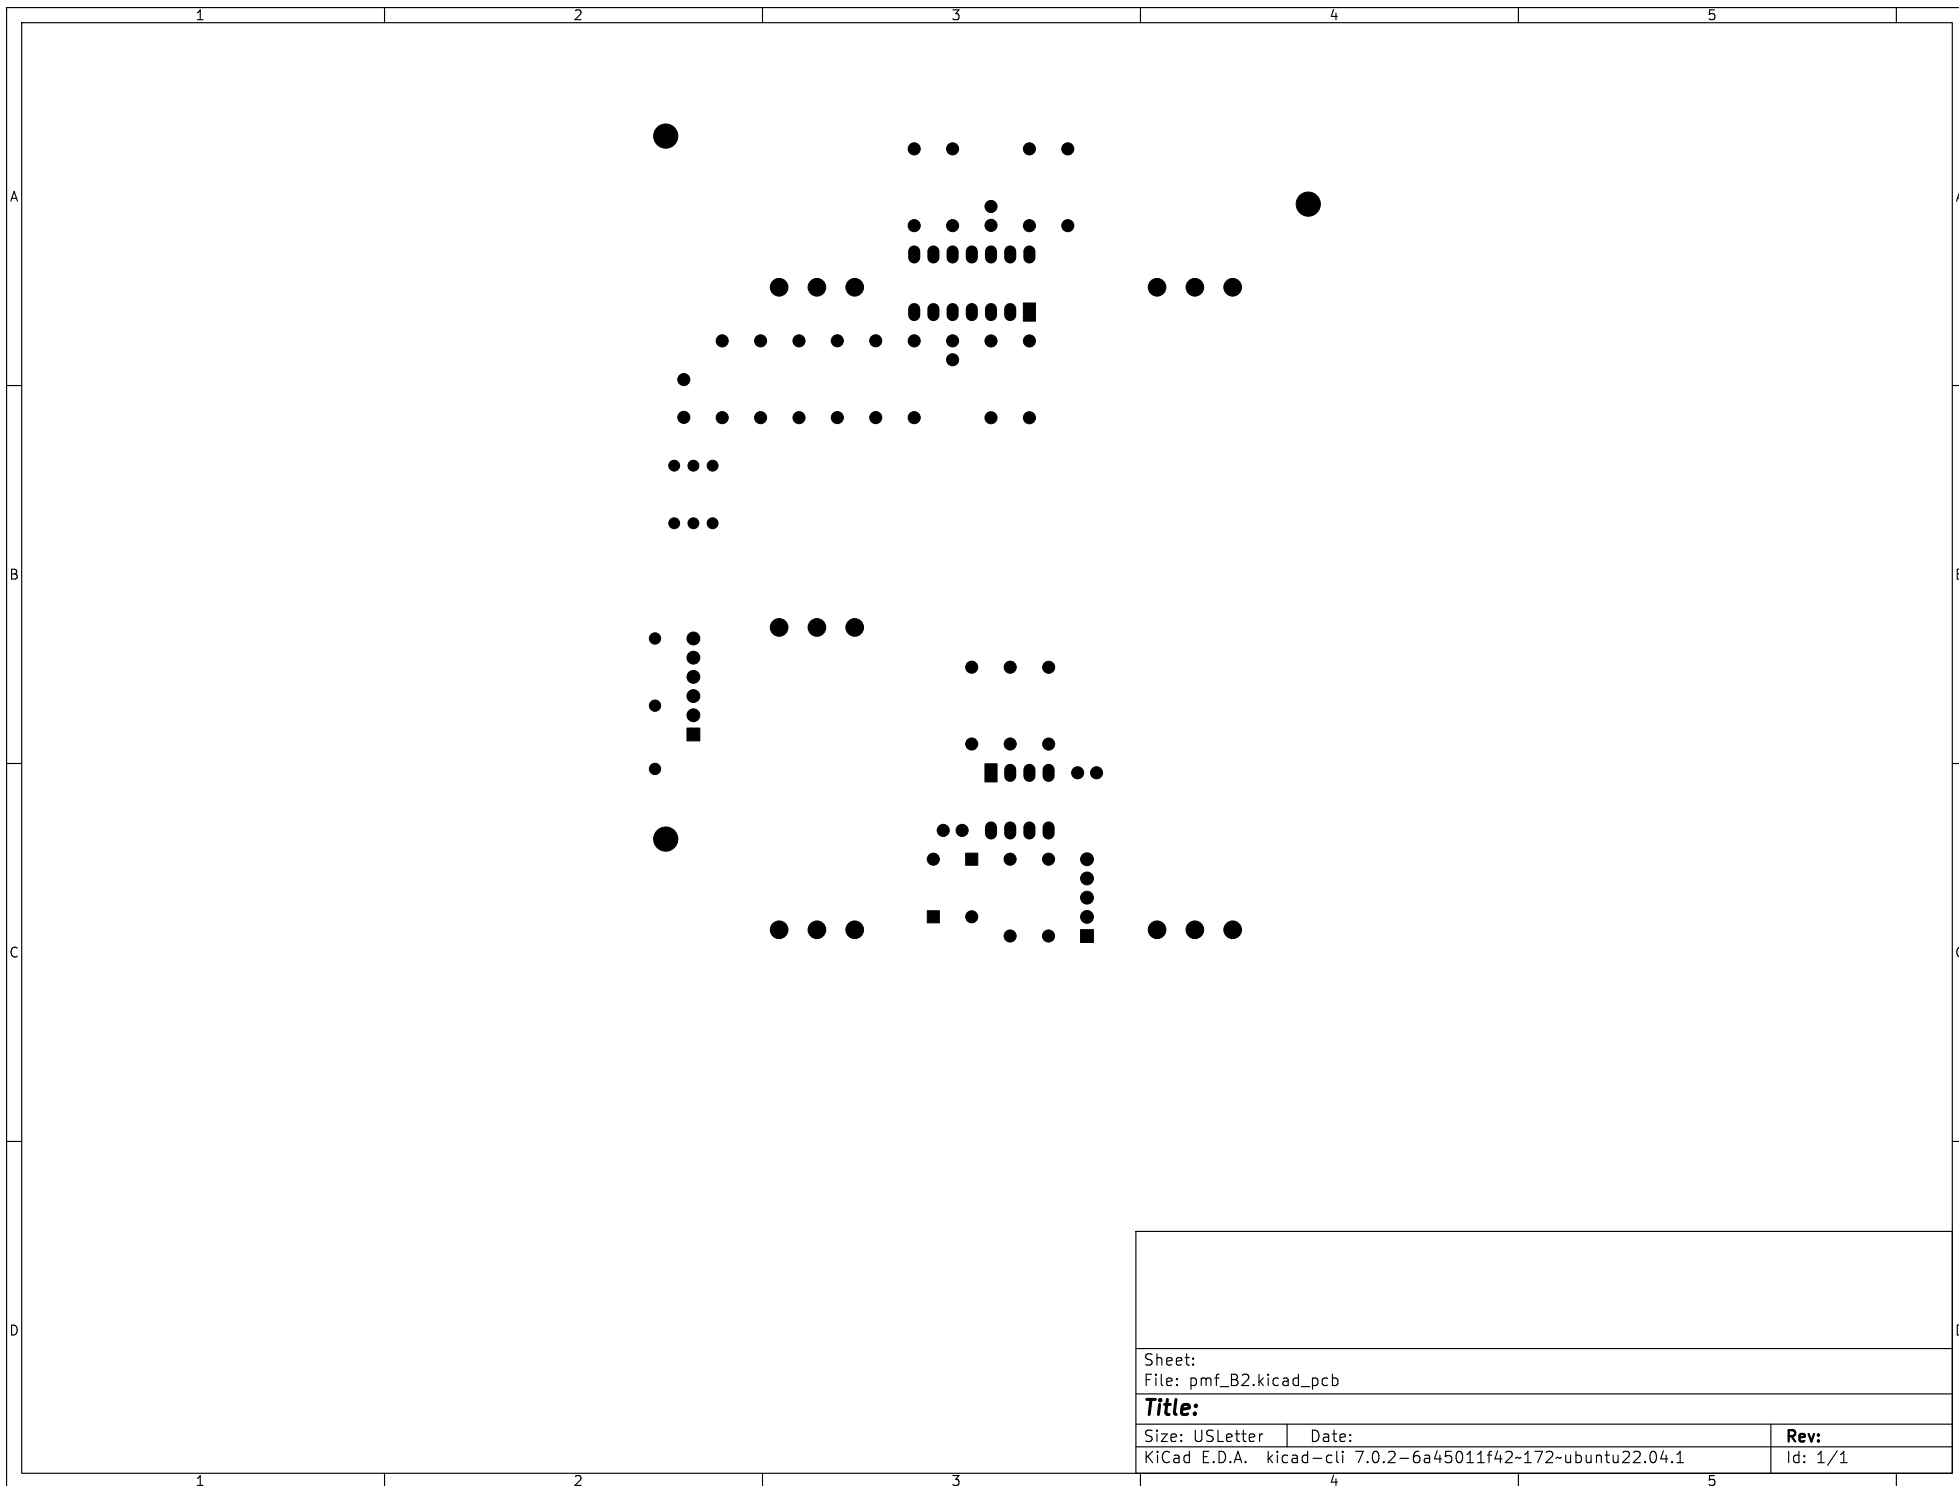 1 2 3 4 5
A A
B B
C C
D D
Sheet:
File: pmf_B2.kicad_pcb
Title:
Size: USLetter Date: Rev:
KiCad E.D.A. kicad-cli 7.0.2-6a45011f42~172~ubuntu22.04.1 Id: 1/1
1 2 3 4 5